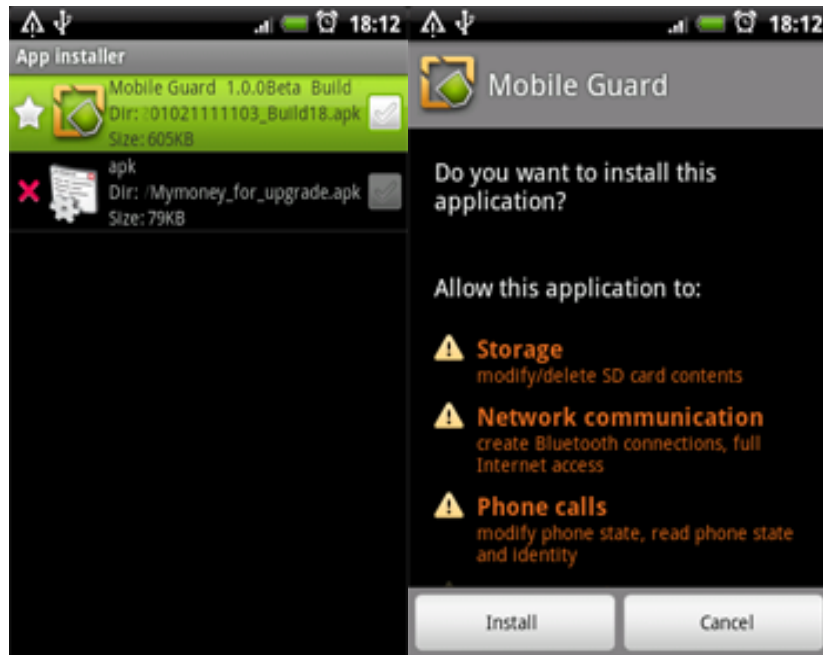 18:12
App installer
Mobile Guard 1.0.0Beta Build
Dir: 01021111103_Build18.apk
Size: 605KB
apk
Dir: /Mymoney_for_upgrade.apk
Size: 79KB
18:12
Mobile Guard
Do you want to install this
application?
Allow this application to:
Storage
modify/delete SD card contents
Network communication
create Bluetooth connections, full
Internet access
Phone calls
modify phone state, read phone state
and identity
Install
Cancel